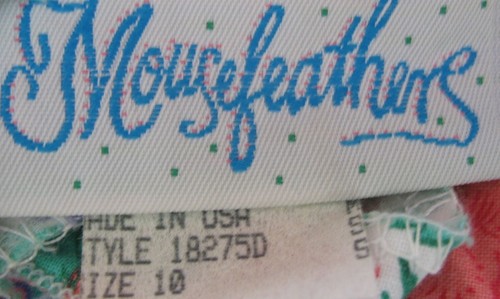 Mousefeathers
ADE IN USA
TYLE 18275D
IZE 10